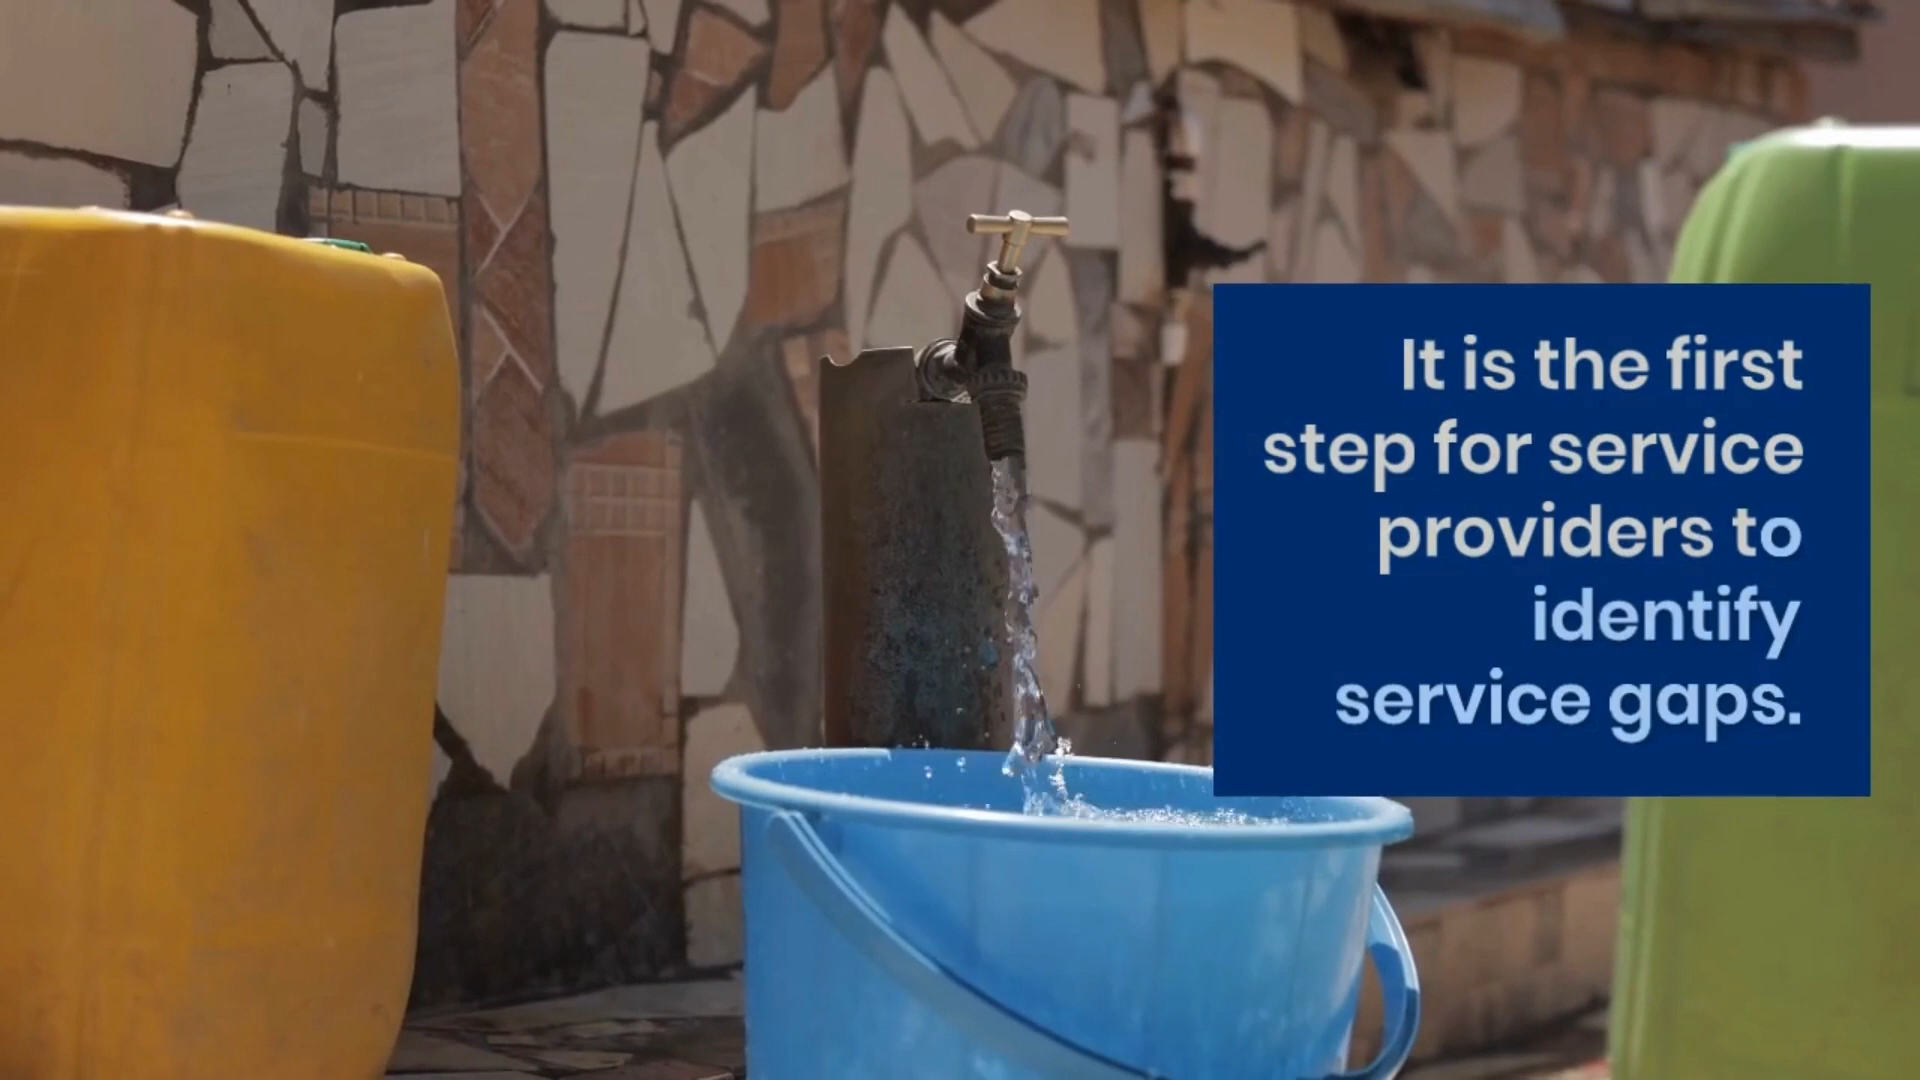 It is the first
step for service
providers to
identify
service gaps.